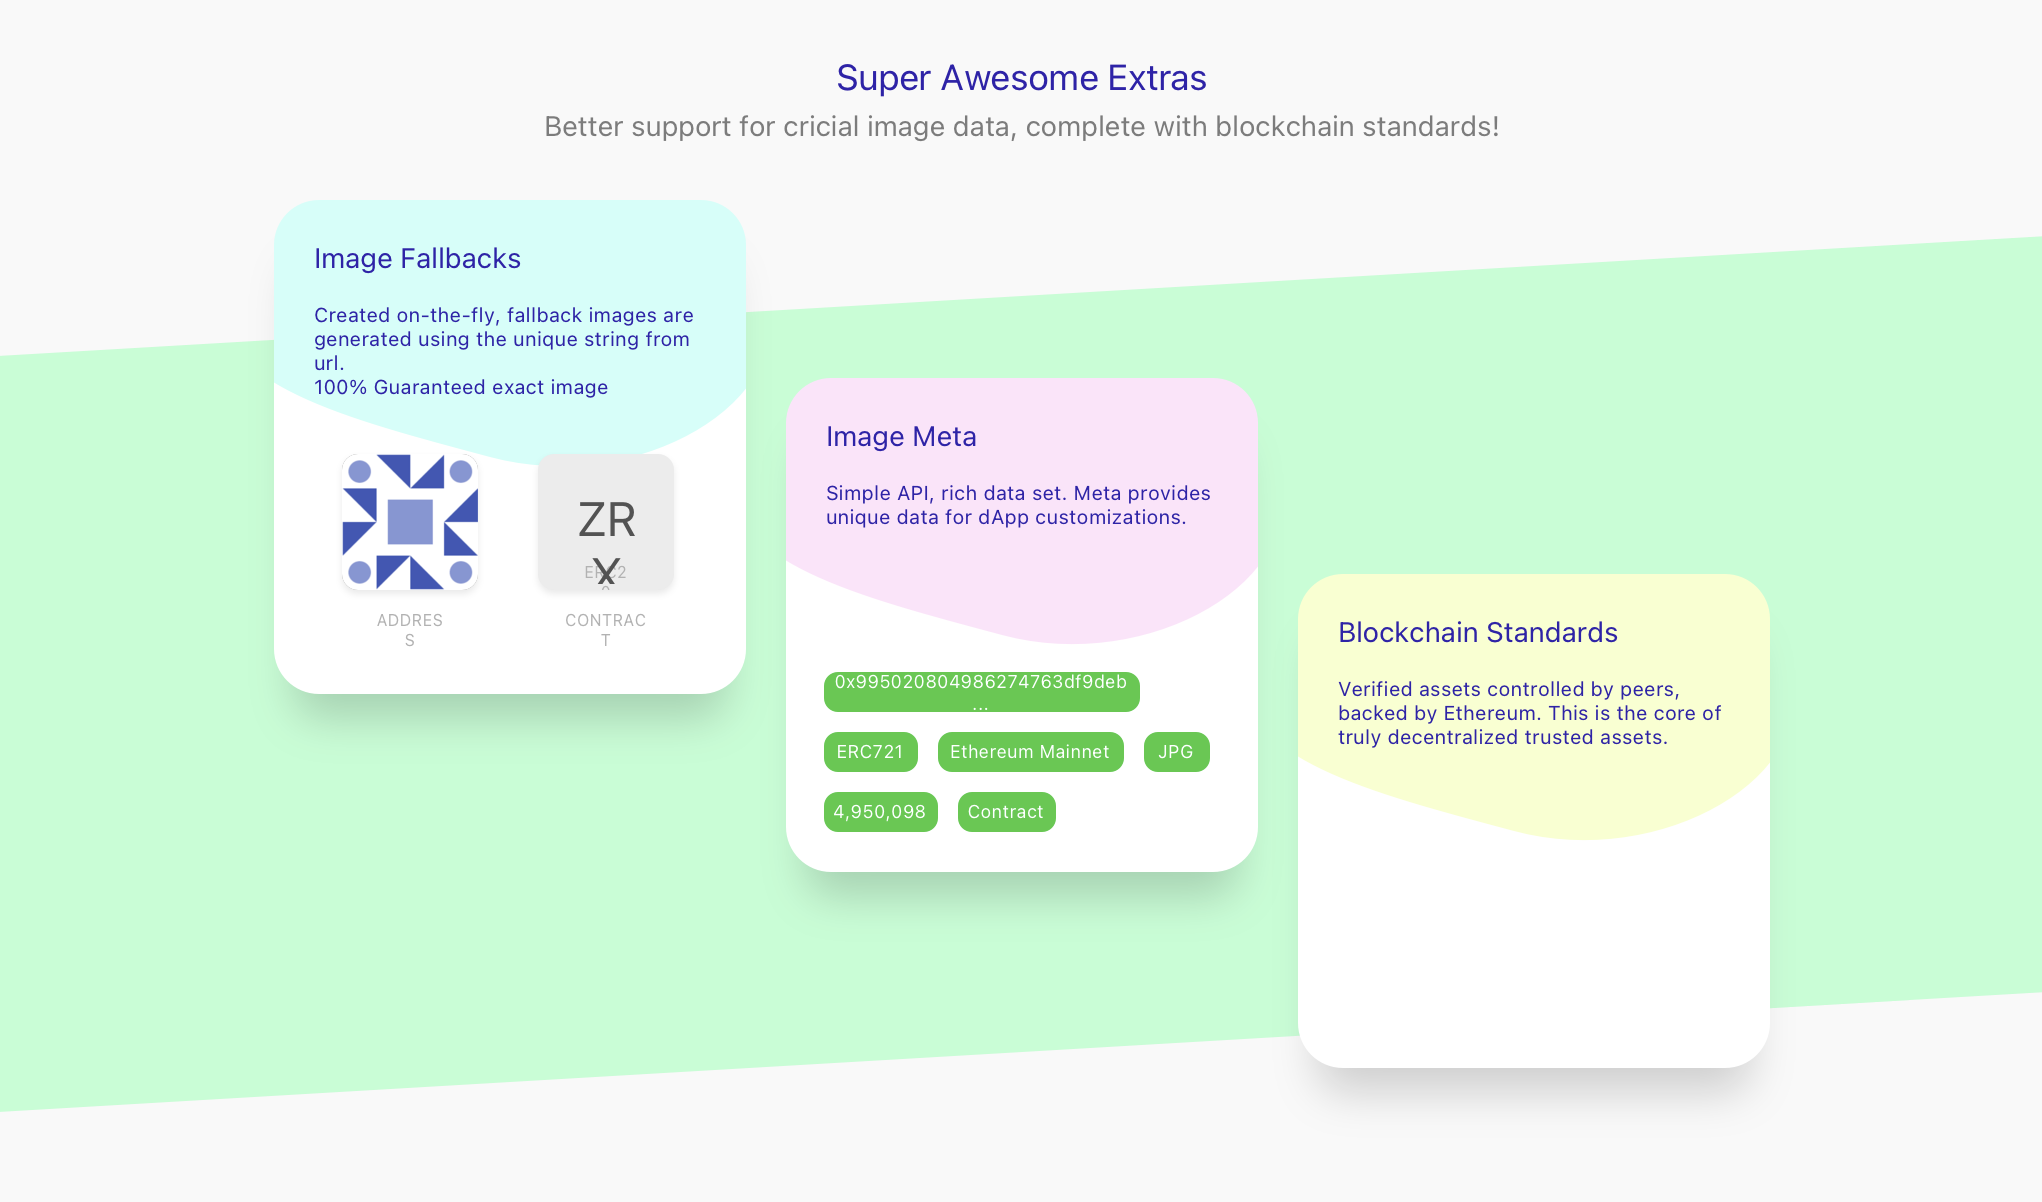 Super Awesome Extras
Better support for cricial image data, complete with blockchain standards!
Image Fallbacks
Created on-the-fly, fallback images are
generated using the unique string from
url.
100% Guaranteed exact image
ZR
X
ERC2
ADDRES
S
CONTRAC
T
Image Meta
Simple API, rich data set. Meta provides
unique data for dApp customizations.
0x995020804986274763df9deb
...
ERC721
Ethereum Mainnet
JPG
4,950,098
Contract
Blockchain Standards
Verified assets controlled by peers,
backed by Ethereum. This is the core of
truly decentralized trusted assets.